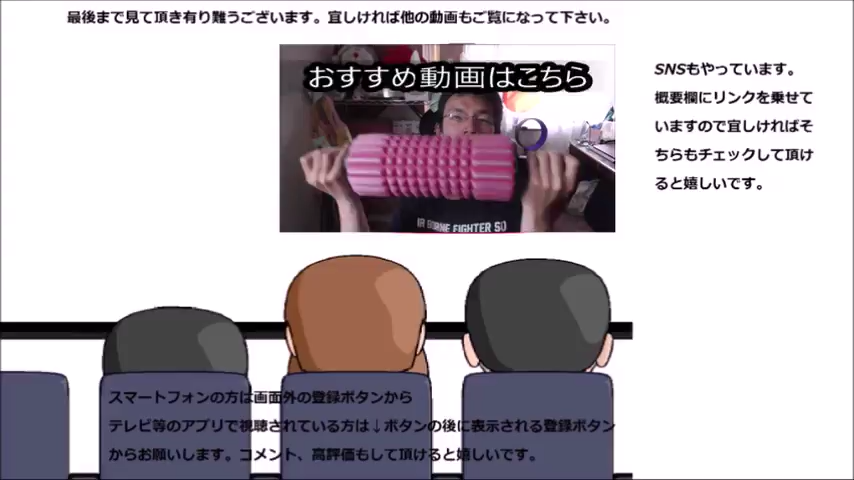 最後まで見て頂き有り難うございます。宜しければ他の動画もご覧になって下さい。
おすすめ動画はこちら
SNSもやっています。
概要欄にリンクを乗せて
いますので宜しければそ
ちらもチェックして頂け
ると嬉しいです。
IR BORNE FIGHTER SQ
スマートフォンの方は画面外の登録ボタンから
テレビ等のアプリで視聴されている方は↓ボタンの後に表示される登録ボタン
からお願いします。コメント、高評価もして頂けると嬉しいです。